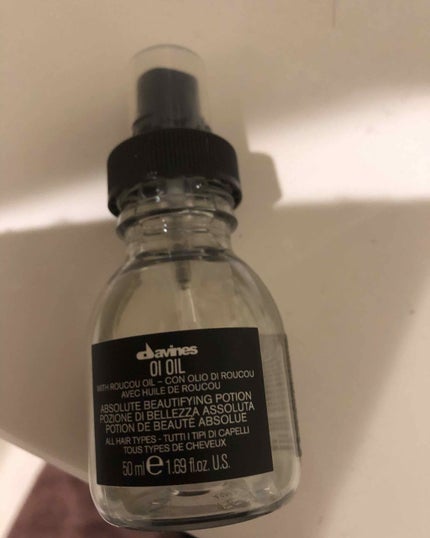 davines
OI OIL
WITH ROUCOU OIL – CON OLIO DI ROUCOU
AVEC HUILE DE ROUCOU
ABSOLUTE BEAUTIFYING POTION
POZIONE DI BELLEZZA ASSOLUTA
POTION DE BEAUTÉ ABSOLUE
ALL HAIR TYPES - TUTTI I TIPI DI CAPELLI
TOUS TYPES DE CHEVEUX
50 ml ℮ 1.69 fl.oz. U.S.